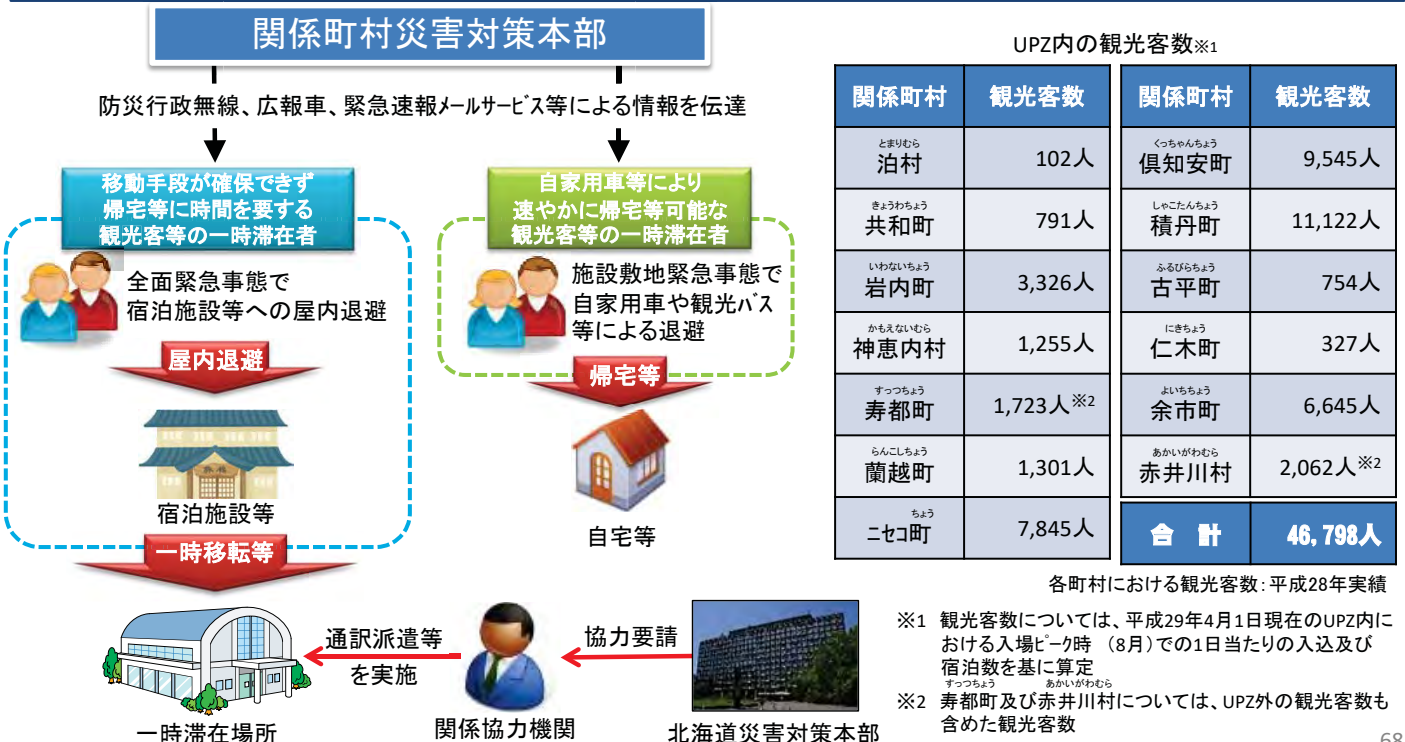 関係町村災害対策本部
防災行政無線、広報車、緊急速報メールサービス等による情報を伝達
移動手段が確保できず
帰宅等に時間を要する
観光客等の一時滞在者
全面緊急事態で
宿泊施設等への屋内退避
屋内退避
宿泊施設等
一時移転等
自家用車等により
速やかに帰宅等可能な
観光客等の一時滞在者
施設敷地緊急事態で
自家用車や観光バス
等による退避
帰宅等
自宅等
一時滞在場所
通訳派遣等
を実施
関係協力機関
協力要請
北海道災害対策本部
UPZ内の観光客数※1
関係町村 観光客数
とまりむら
泊村 102人
きょうわちょう
共和町 791人
いわないちょう
岩内町 3,326人
かもえないむら
神恵内村 1,255人
すっつちょう
寿都町 1,723人※2
らんこしちょう
蘭越町 1,301人
ちょう
ニセコ町 7,845人
関係町村 観光客数
くっちゃんちょう
倶知安町 9,545人
しゃこたんちょう
積丹町 11,122人
ふるびらちょう
古平町 754人
にきちょう
仁木町 327人
よいちちょう
余市町 6,645人
あかいがわむら
赤井川村 2,062人※2
合 計 46,798人
各町村における観光客数:平成28年実績
※1 観光客数については、平成29年4月1日現在のUPZ内に
おける入場ピーク時 (8月)での1日当たりの入込及び
宿泊数を基に算定
すっつちょう あかいがわむら
※2 寿都町及び赤井川村については、UPZ外の観光客数も
含めた観光客数
68